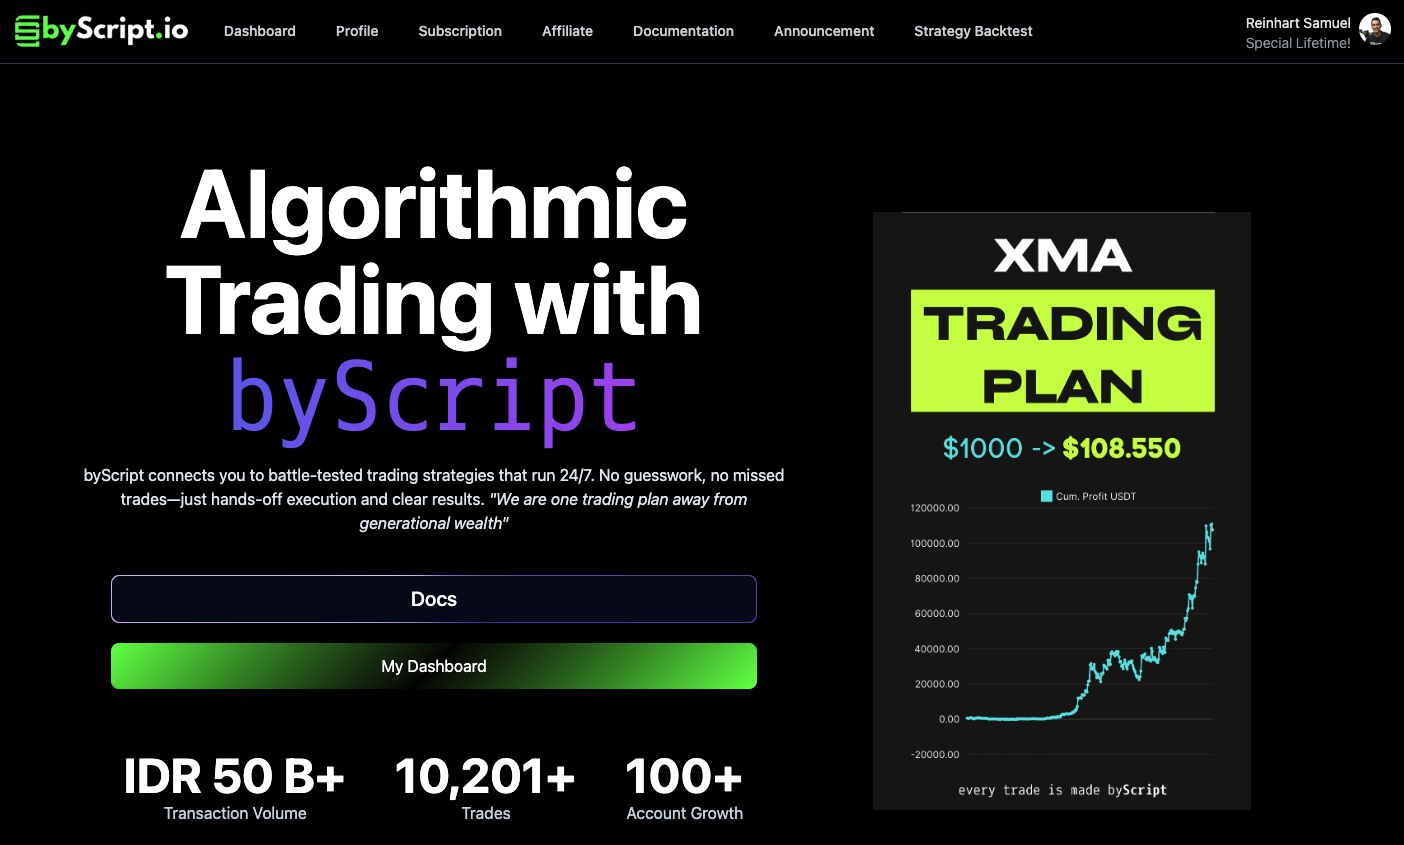 byScript.io
Dashboard
Profile
Subscription
Affiliate
Documentation
Announcement
Strategy Backtest
Reinhart Samuel
Special Lifetime!
Algorithmic
Trading with
byScript
byScript connects you to battle-tested trading strategies that run 24/7. No guesswork, no missed
trades—just hands-off execution and clear results. "We are one trading plan away from
generational wealth"
Docs
My Dashboard
IDR 50 B+
Transaction Volume
10,201+
Trades
100+
Account Growth
XMA
TRADING
PLAN
$1000 -> $108.550
Cum. Profit USDT
120000.00
100000.00
80000.00
60000.00
40000.00
20000.00
0.00
-20000.00
every trade is made byScript